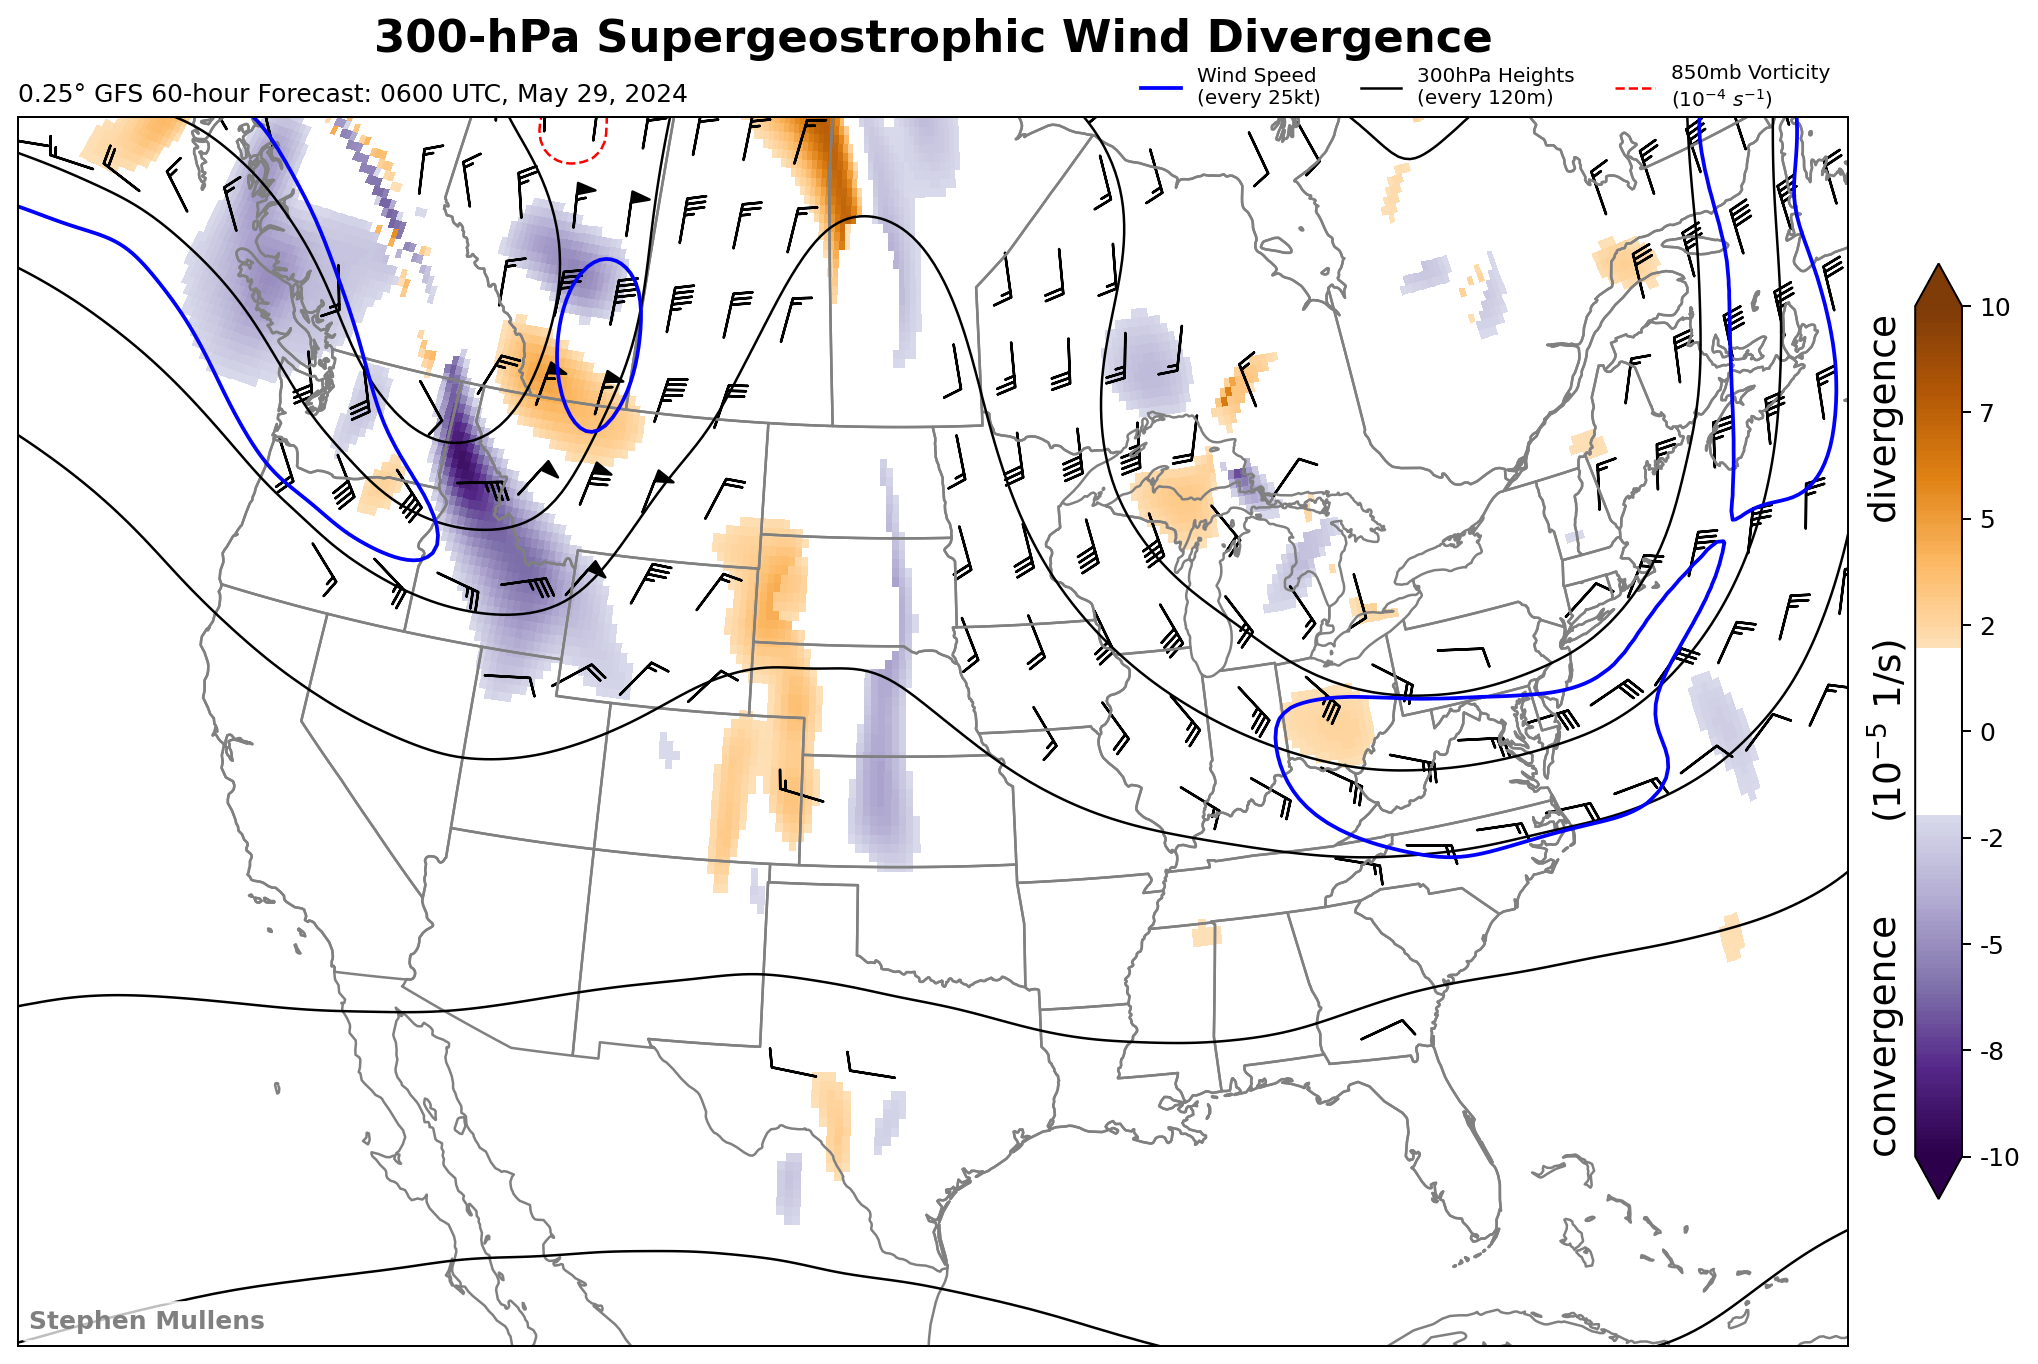 300-hPa Supergeostrophic Wind Divergence
0.25° GFS 60-hour Forecast: 0600 UTC, May 29, 2024
Wind Speed
(every 25kt)
300hPa Heights
(every 120m)
850mb Vorticity
(10⁻⁴ s⁻¹)
10
7
5
2
0
-2
-5
-8
-10
convergence (10⁻⁵ 1/s) divergence
Stephen Mullens